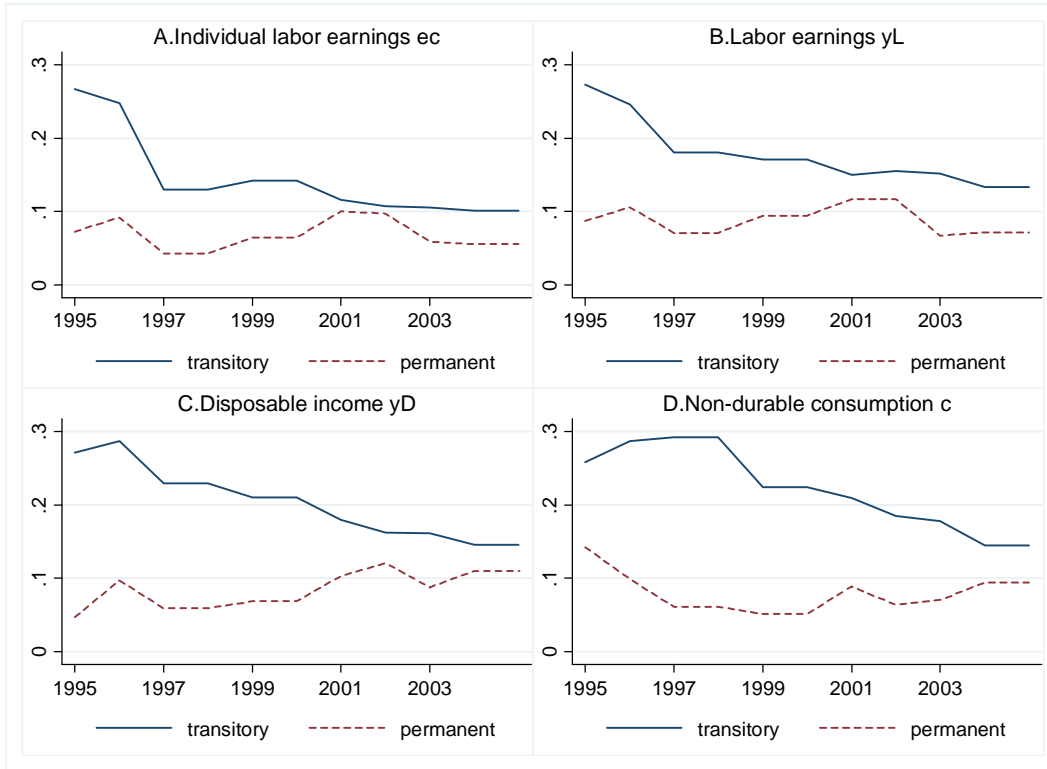 A.Individual labor earnings ec
.3
.2
.1
0
1995 1997 1999 2001 2003
transitory permanent
B.Labor earnings yL
.3
.2
.1
0
1995 1997 1999 2001 2003
transitory permanent
C.Disposable income yD
.3
.2
.1
0
1995 1997 1999 2001 2003
transitory permanent
D.Non-durable consumption c
.3
.2
.1
0
1995 1997 1999 2001 2003
transitory permanent